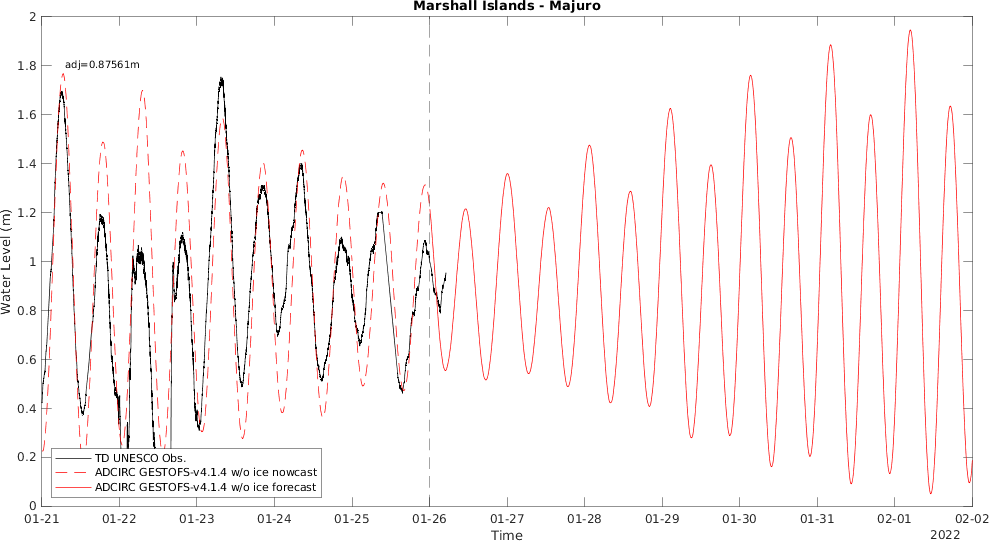 Marshall Islands - Majuro
adj=0.87561m
Water Level (m)
2
1.8
1.6
1.4
1.2
1
0.8
0.6
0.4
0.2
0
TD UNESCO Obs.
ADCIRC GESTOFS-v4.1.4 w/o ice nowcast
ADCIRC GESTOFS-v4.1.4 w/o ice forecast
01-21 01-22 01-23 01-24 01-25 01-26 01-27 01-28 01-29 01-30 01-31 02-01 02-02
Time
2022